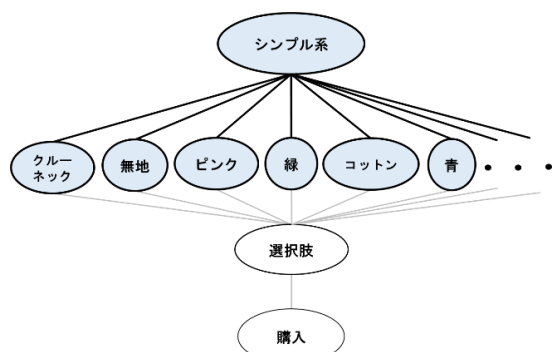 シンプル系
クルー
ネック
無地
ピンク
緑
コットン
青
・・・
選択肢
購入